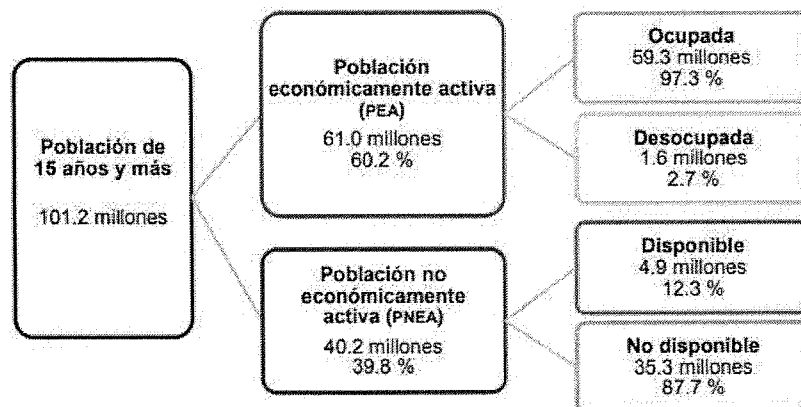 Población de
15 años y más
101.2 millones
Población
económicamente activa
(PEA)
61.0 millones
60.2 %
Ocupada
59.3 millones
97.3 %
Desocupada
1.6 millones
2.7 %
Población no
económicamente
activa (PNEA)
40.2 millones
39.8 %
Disponible
4.9 millones
12.3 %
No disponible
35.3 millones
87.7 %